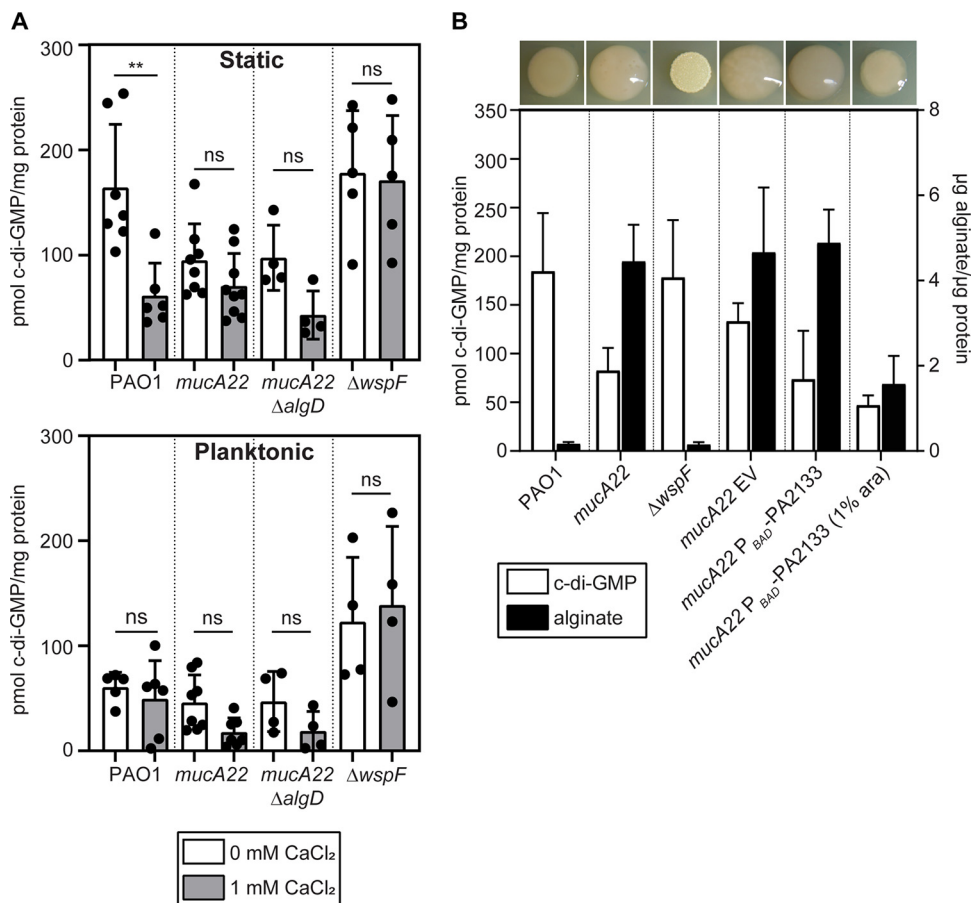 A
300
Static
**
ns
ns
ns
200
100
0
pmol c-di-GMP/mg protein
PAO1
mucA22
mucA22
ΔalgD
ΔwspF
300
Planktonic
ns
ns
ns
ns
200
100
0
pmol c-di-GMP/mg protein
PAO1
mucA22
mucA22
ΔalgD
ΔwspF
0 mM CaCl₂
1 mM CaCl₂
B
350
300
250
200
150
100
50
0
pmol c-di-GMP/mg protein
8
6
4
2
0
µg alginate/µg protein
PAO1
mucA22
ΔwspF
mucA22 EV
mucA22 P BAD-PA2133
mucA22 P BAD-PA2133 (1% ara)
c-di-GMP
alginate